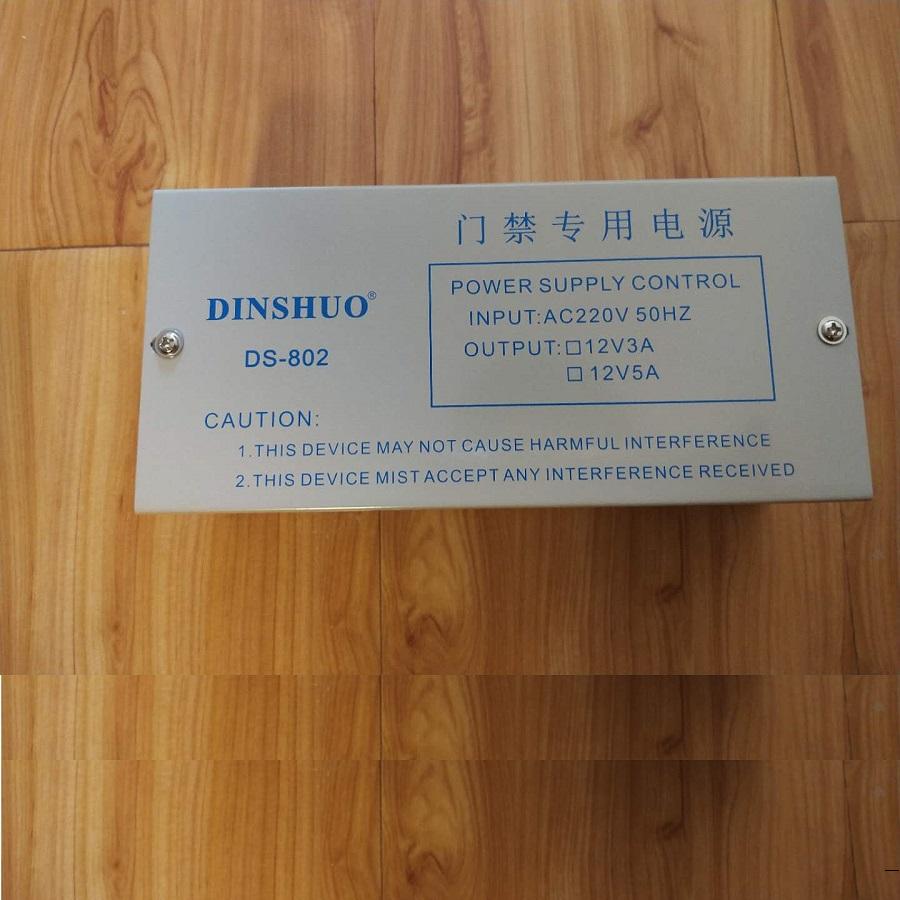 门禁专用电源
DINSHUO®
DS-802
POWER SUPPLY CONTROL
INPUT:AC220V 50HZ
OUTPUT:□12V3A
□ 12V5A
CAUTION:
1.THIS DEVICE MAY NOT CAUSE HARMFUL INTERFERENCE
2.THIS DEVICE MIST ACCEPT ANY INTERFERENCE RECEIVED